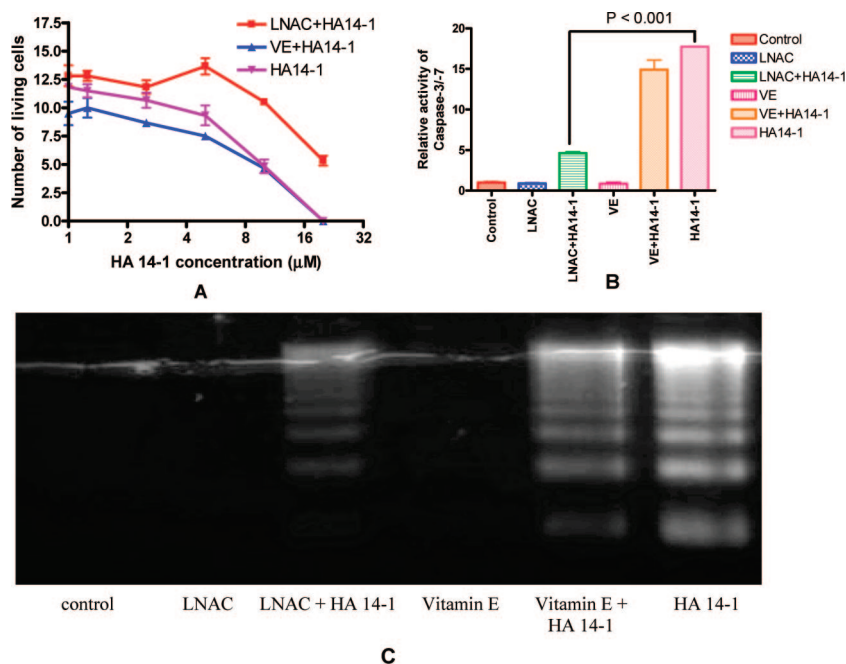 Number of living cells
15.0
12.5
10.0
7.5
5.0
2.5
0.0
1 2 4 8 16 32
HA 14-1 concentration (µM)
LNAC+HA14-1
VE+HA14-1
HA14-1
A
Relative activity of
Caspase-3/-7
20
15
10
5
0
P < 0.001
Control
LNAC
LNAC+HA14-1
VE
VE+HA14-1
HA14-1
Control
LNAC
LNAC+HA14-1
VE
VE+HA14-1
HA14-1
B
control LNAC LNAC + HA 14-1 Vitamin E Vitamin E + HA 14-1
HA 14-1
C